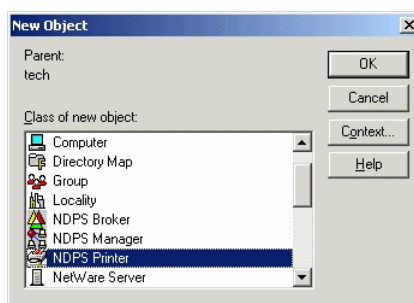 New Object
Parent:
tech
OK
Cancel
Context...
Help
Class of new object:
Computer
Directory Map
Group
Locality
NDPS Broker
NDPS Manager
NDPS Printer
NetWare Server